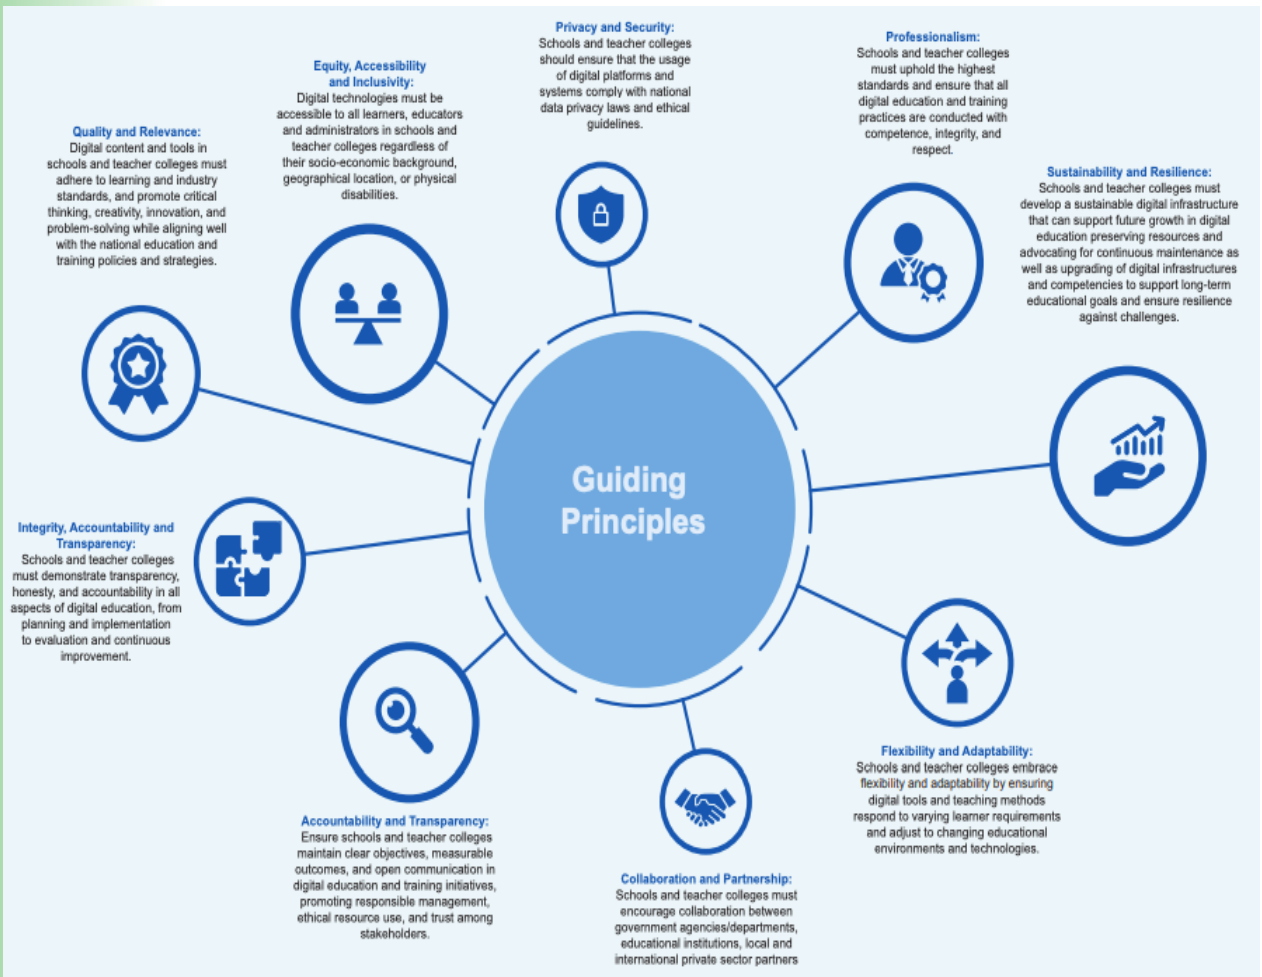 Privacy and Security:
Schools and teacher colleges
should ensure that the usage
of digital platforms and
systems comply with national
data privacy laws and ethical
guidelines.
Professionalism:
Schools and teacher colleges
must uphold the highest
standards and ensure that all
digital education and training
practices are conducted with
competence, integrity, and
respect.
Equity, Accessibility
and Inclusivity:
Digital technologies must be
accessible to all learners, educators
and administrators in schools and
teacher colleges regardless of
their socio-economic background,
geographical location, or physical
disabilities.
Quality and Relevance:
Digital content and tools in
schools and teacher colleges must
adhere to learning and industry
standards, and promote critical
thinking, creativity, innovation, and
problem-solving while aligning well
with the national education and
training policies and strategies.
Sustainability and Resilience:
Schools and teacher colleges must
develop a sustainable digital infrastructure
that can support future growth in digital
education preserving resources and
advocating for continuous maintenance as
well as upgrading of digital infrastructures
and competencies to support long-term
educational goals and ensure resilience
against challenges.
Guiding
Principles
Integrity, Accountability and
Transparency:
Schools and teacher colleges
must demonstrate transparency,
honesty, and accountability in all
aspects of digital education, from
planning and implementation
to evaluation and continuous
improvement.
Flexibility and Adaptability:
Schools and teacher colleges embrace
flexibility and adaptability by ensuring
digital tools and teaching methods
respond to varying learner requirements
and adjust to changing educational
environments and technologies.
Accountability and Transparency:
Ensure schools and teacher colleges
maintain clear objectives, measurable
outcomes, and open communication in
digital education and training initiatives,
promoting responsible management,
ethical resource use, and trust among
stakeholders.
Collaboration and Partnership:
Schools and teacher colleges must
encourage collaboration between
government agencies/departments,
educational institutions, local and
international private sector partners